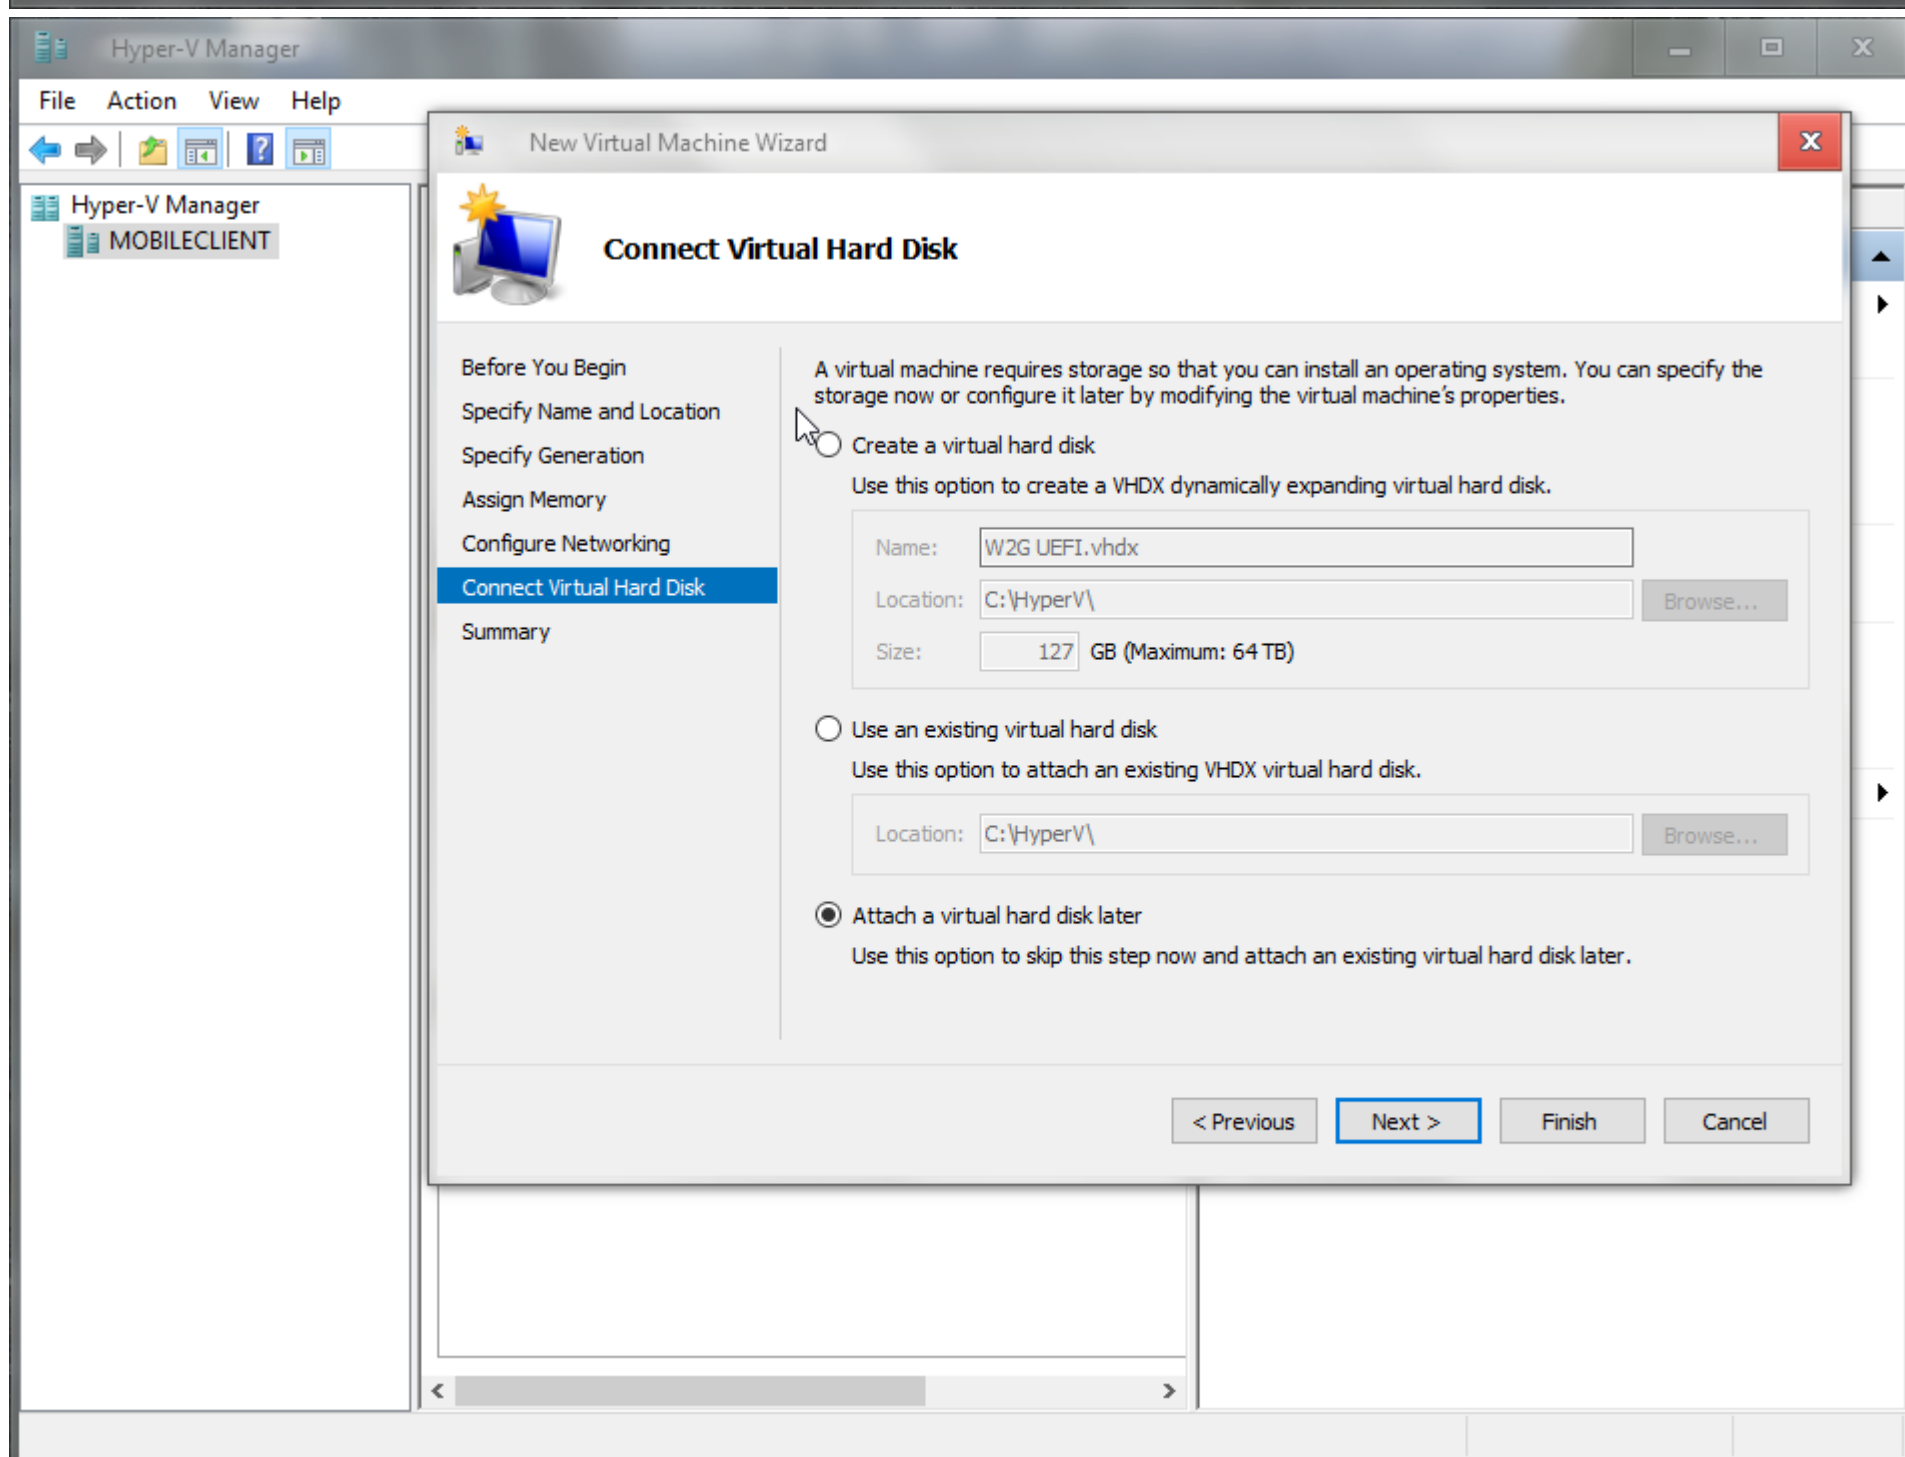 Hyper-V Manager
File Action View Help
Hyper-V Manager
MOBILECLIENT
New Virtual Machine Wizard
Connect Virtual Hard Disk
Before You Begin
Specify Name and Location
Specify Generation
Assign Memory
Configure Networking
Connect Virtual Hard Disk
Summary
A virtual machine requires storage so that you can install an operating system. You can specify the
storage now or configure it later by modifying the virtual machine's properties.
Create a virtual hard disk
Use this option to create a VHDX dynamically expanding virtual hard disk.
Name: W2G UEFI.vhdx
Location: C:\HyperV\ Browse...
Size: 127 GB (Maximum: 64 TB)
Use an existing virtual hard disk
Use this option to attach an existing VHDX virtual hard disk.
Location: C:\HyperV\ Browse...
Attach a virtual hard disk later
Use this option to skip this step now and attach an existing virtual hard disk later.
< Previous Next > Finish Cancel